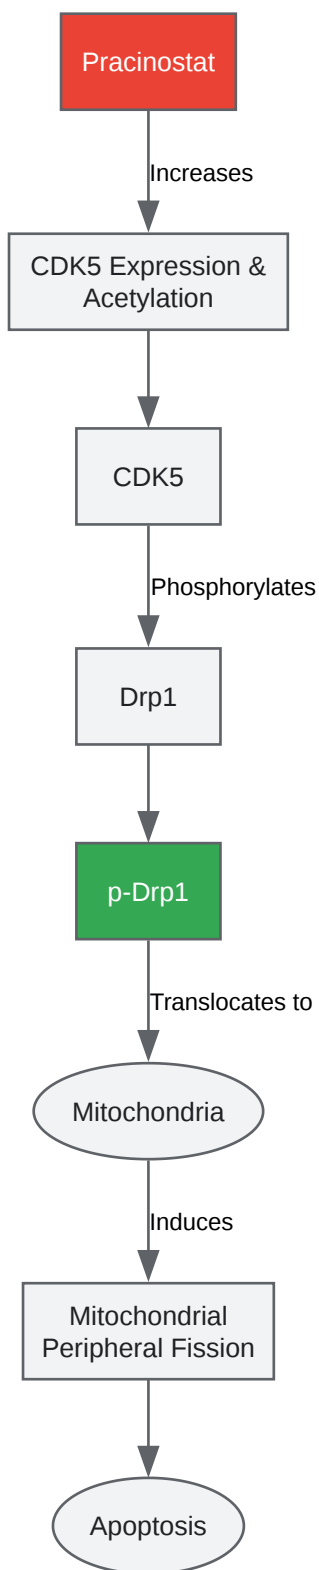 Pracinostat
Increases
CDK5 Expression &
Acetylation
CDK5
Phosphorylates
Drp1
p-Drp1
Translocates to
Mitochondria
Induces
Mitochondrial
Peripheral Fission
Apoptosis